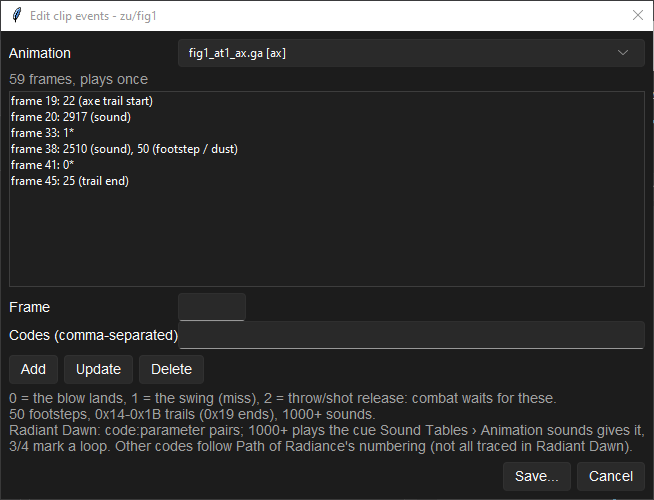 Edit clip events - zu/fig1
Animation
fig1_at1_ax.ga [ax]
59 frames, plays once
frame 19: 22 (axe trail start)
frame 20: 2917 (sound)
frame 33: 1*
frame 38: 2510 (sound), 50 (footstep / dust)
frame 41: 0*
frame 45: 25 (trail end)
Frame
Codes (comma-separated)
Add Update Delete
0 = the blow lands, 1 = the swing (miss), 2 = throw/shot release: combat waits for these.
50 footsteps, 0x14-0x1B trails (0x19 ends), 1000+ sounds.
Radiant Dawn: code:parameter pairs; 1000+ plays the cue Sound Tables › Animation sounds gives it,
3/4 mark a loop. Other codes follow Path of Radiance's numbering (not all traced in Radiant Dawn).
Save... Cancel